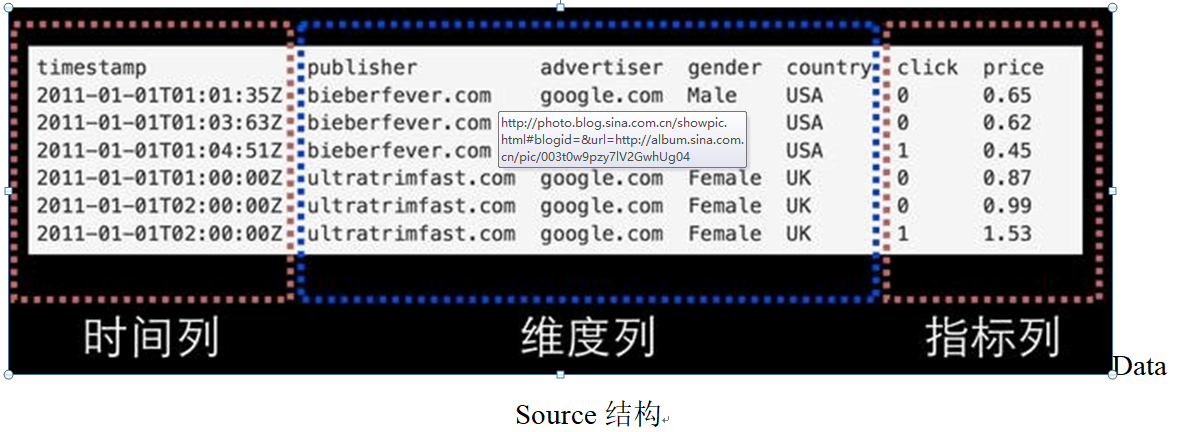 timestamp publisher advertiser gender country click price
2011-01-01T01:01:35Z bieberfever.com google.com Male USA 0 0.65
2011-01-01T01:03:63Z bieberfever.com USA 0 0.62
2011-01-01T01:04:51Z bieberfever.com USA 1 0.45
http://photo.blog.sina.com.cn/showpic.
html#blogid=&url=http://album.sina.com.
cn/pic/003t0w9pzy7lV2GwhUg04
2011-01-01T01:00:00Z ultratrimfast.com google.com Female UK 0 0.87
2011-01-01T02:00:00Z ultratrimfast.com google.com Female UK 0 0.99
2011-01-01T02:00:00Z ultratrimfast.com google.com Female UK 1 1.53
时间列 维度列 指标列
Data
Source 结构